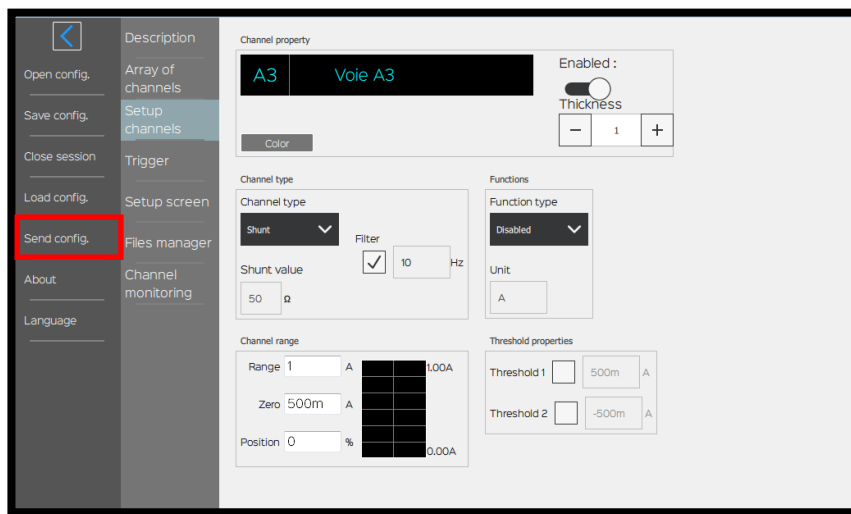 Open config.
Save config.
Close session
Load config.
Send config.
About
Language
Description
Array of
channels
Setup
channels
Trigger
Setup screen
Files manager
Channel
monitoring
Channel property
A3 Voie A3
Enabled :
Thickness
− 1 +
Color
Channel type
Channel type
Shunt
Filter
10 Hz
Shunt value
50 Ω
Functions
Function type
Disabled
Unit
A
Channel range
Range 1 A
1.00A
Zero 500m A
Position 0 %
0.00A
Threshold properties
Threshold 1 500m A
Threshold 2 -500m A